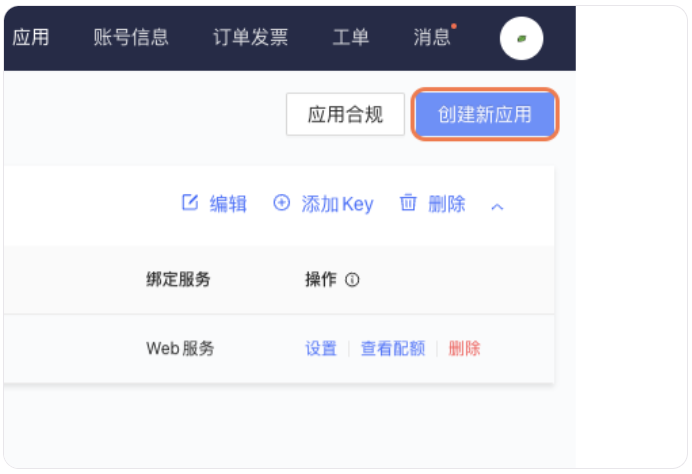 应用 账号信息 订单发票 工单 消息
应用合规 创建新应用
编辑 添加Key 删除
绑定服务 操作
Web服务 设置 查看配额 删除